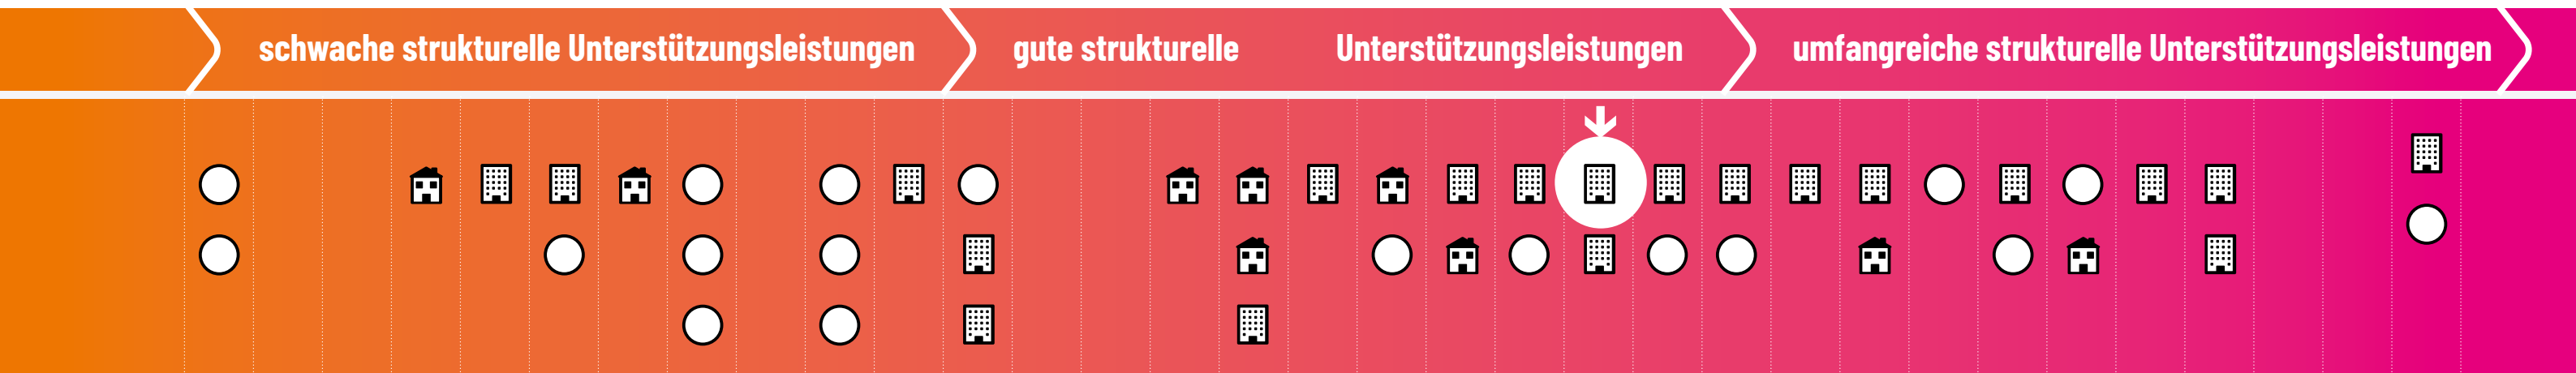 schwache strukturelle Unterstützungsleistungen
gute strukturelle Unterstützungsleistungen
umfangreiche strukturelle Unterstützungsleistungen